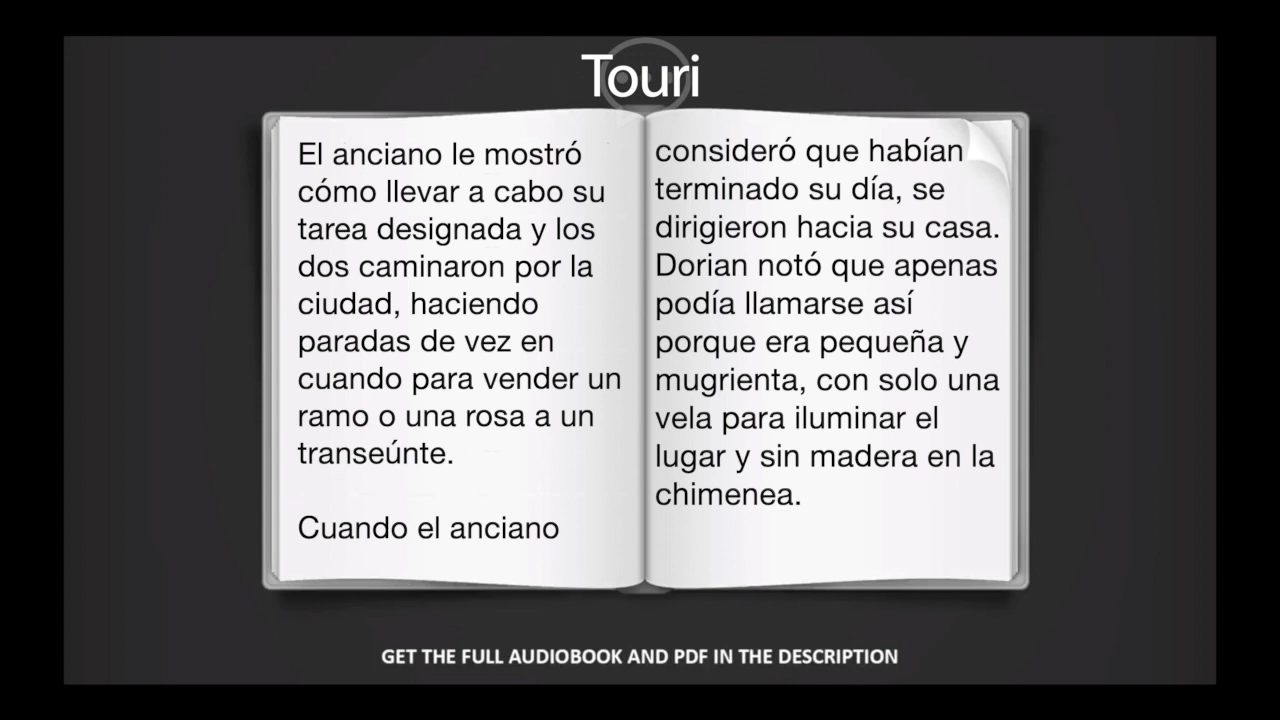 Touri
El anciano le mostró
cómo llevar a cabo su
tarea designada y los
dos caminaron por la
ciudad, haciendo
paradas de vez en
cuando para vender un
ramo o una rosa a un
transeúnte.
Cuando el anciano
consideró que habían
terminado su día, se
dirigieron hacia su casa.
Dorian notó que apenas
podía llamarse así
porque era pequeña y
mugrienta, con solo una
vela para iluminar el
lugar y sin madera en la
chimenea.
GET THE FULL AUDIOBOOK AND PDF IN THE DESCRIPTION